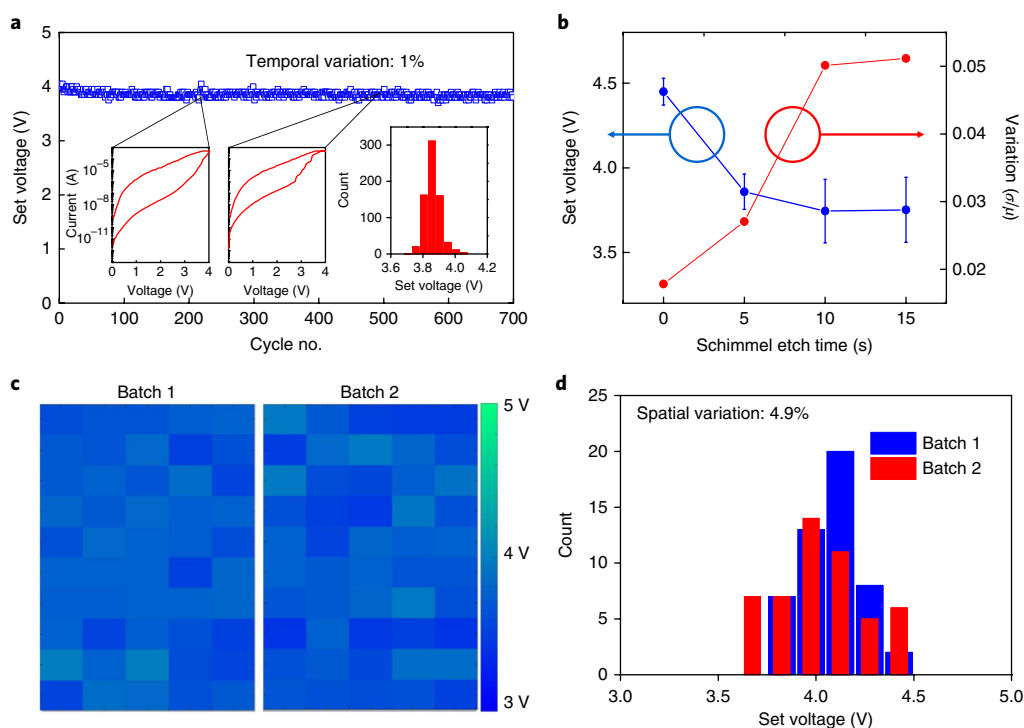 a
Temporal variation: 1%
Set voltage (V)
5
4
3
2
1
0
0 100 200 300 400 500 600 700
Cycle no.
Current (A)
10⁻⁵
10⁻⁸
10⁻¹¹
0 1 2 3 4
Voltage (V)
0 1 2 3 4
Voltage (V)
Count
300
200
100
0
3.6 3.8 4.0 4.2
Set voltage (V)
b
Set voltage (V)
4.5
4.0
3.5
0 5 10 15
Schimmel etch time (s)
0.05
0.04
0.03
0.02
Variation (σ/μ)
c
Batch 1
Batch 2
5 V
4 V
3 V
d
Spatial variation: 4.9%
Batch 1
Batch 2
Count
25
20
15
10
5
0
3.0 3.5 4.0 4.5 5.0
Set voltage (V)